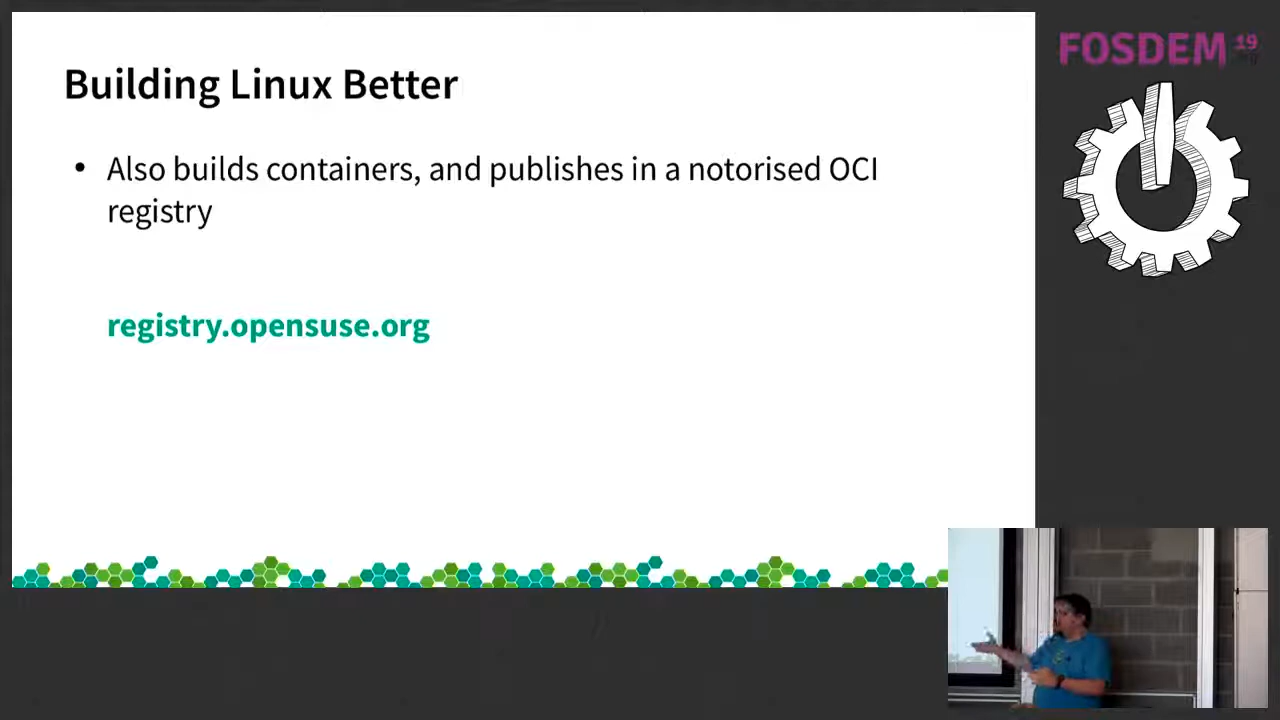 Building Linux Better
• Also builds containers, and publishes in a notorised OCI
registry
registry.opensuse.org
FOSDEM 19